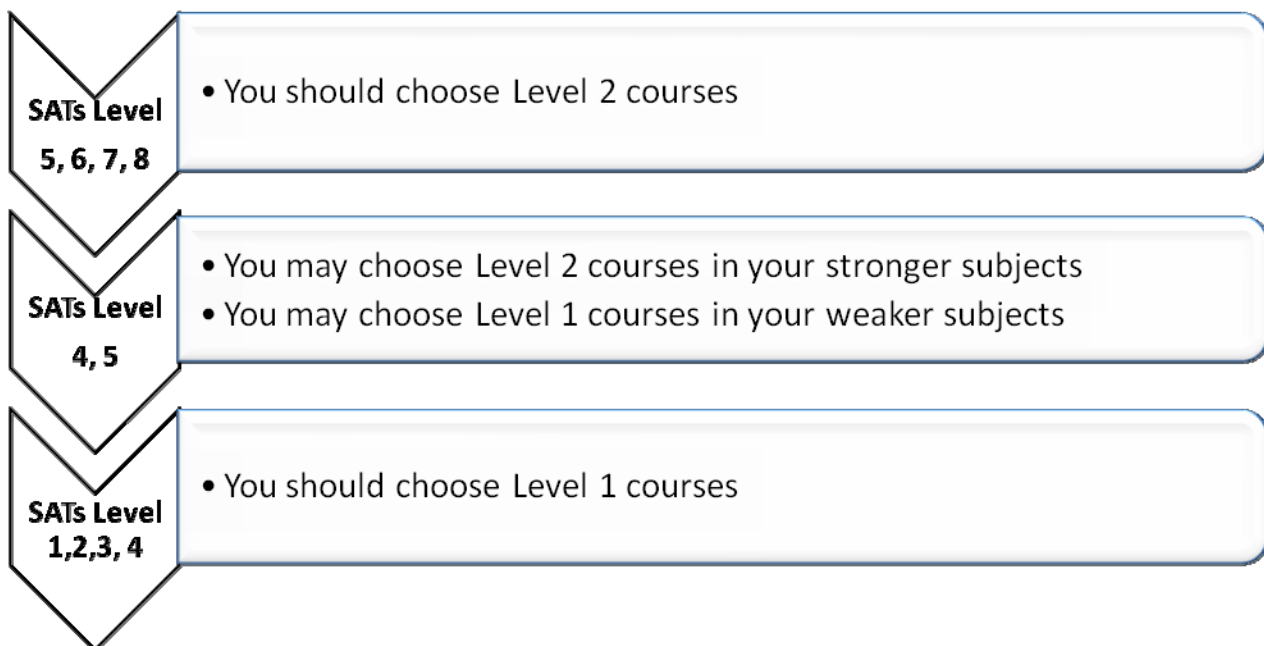 SATs Level
5, 6, 7, 8
• You should choose Level 2 courses
SATs Level
4, 5
• You may choose Level 2 courses in your stronger subjects
• You may choose Level 1 courses in your weaker subjects
SATs Level
1,2,3, 4
• You should choose Level 1 courses